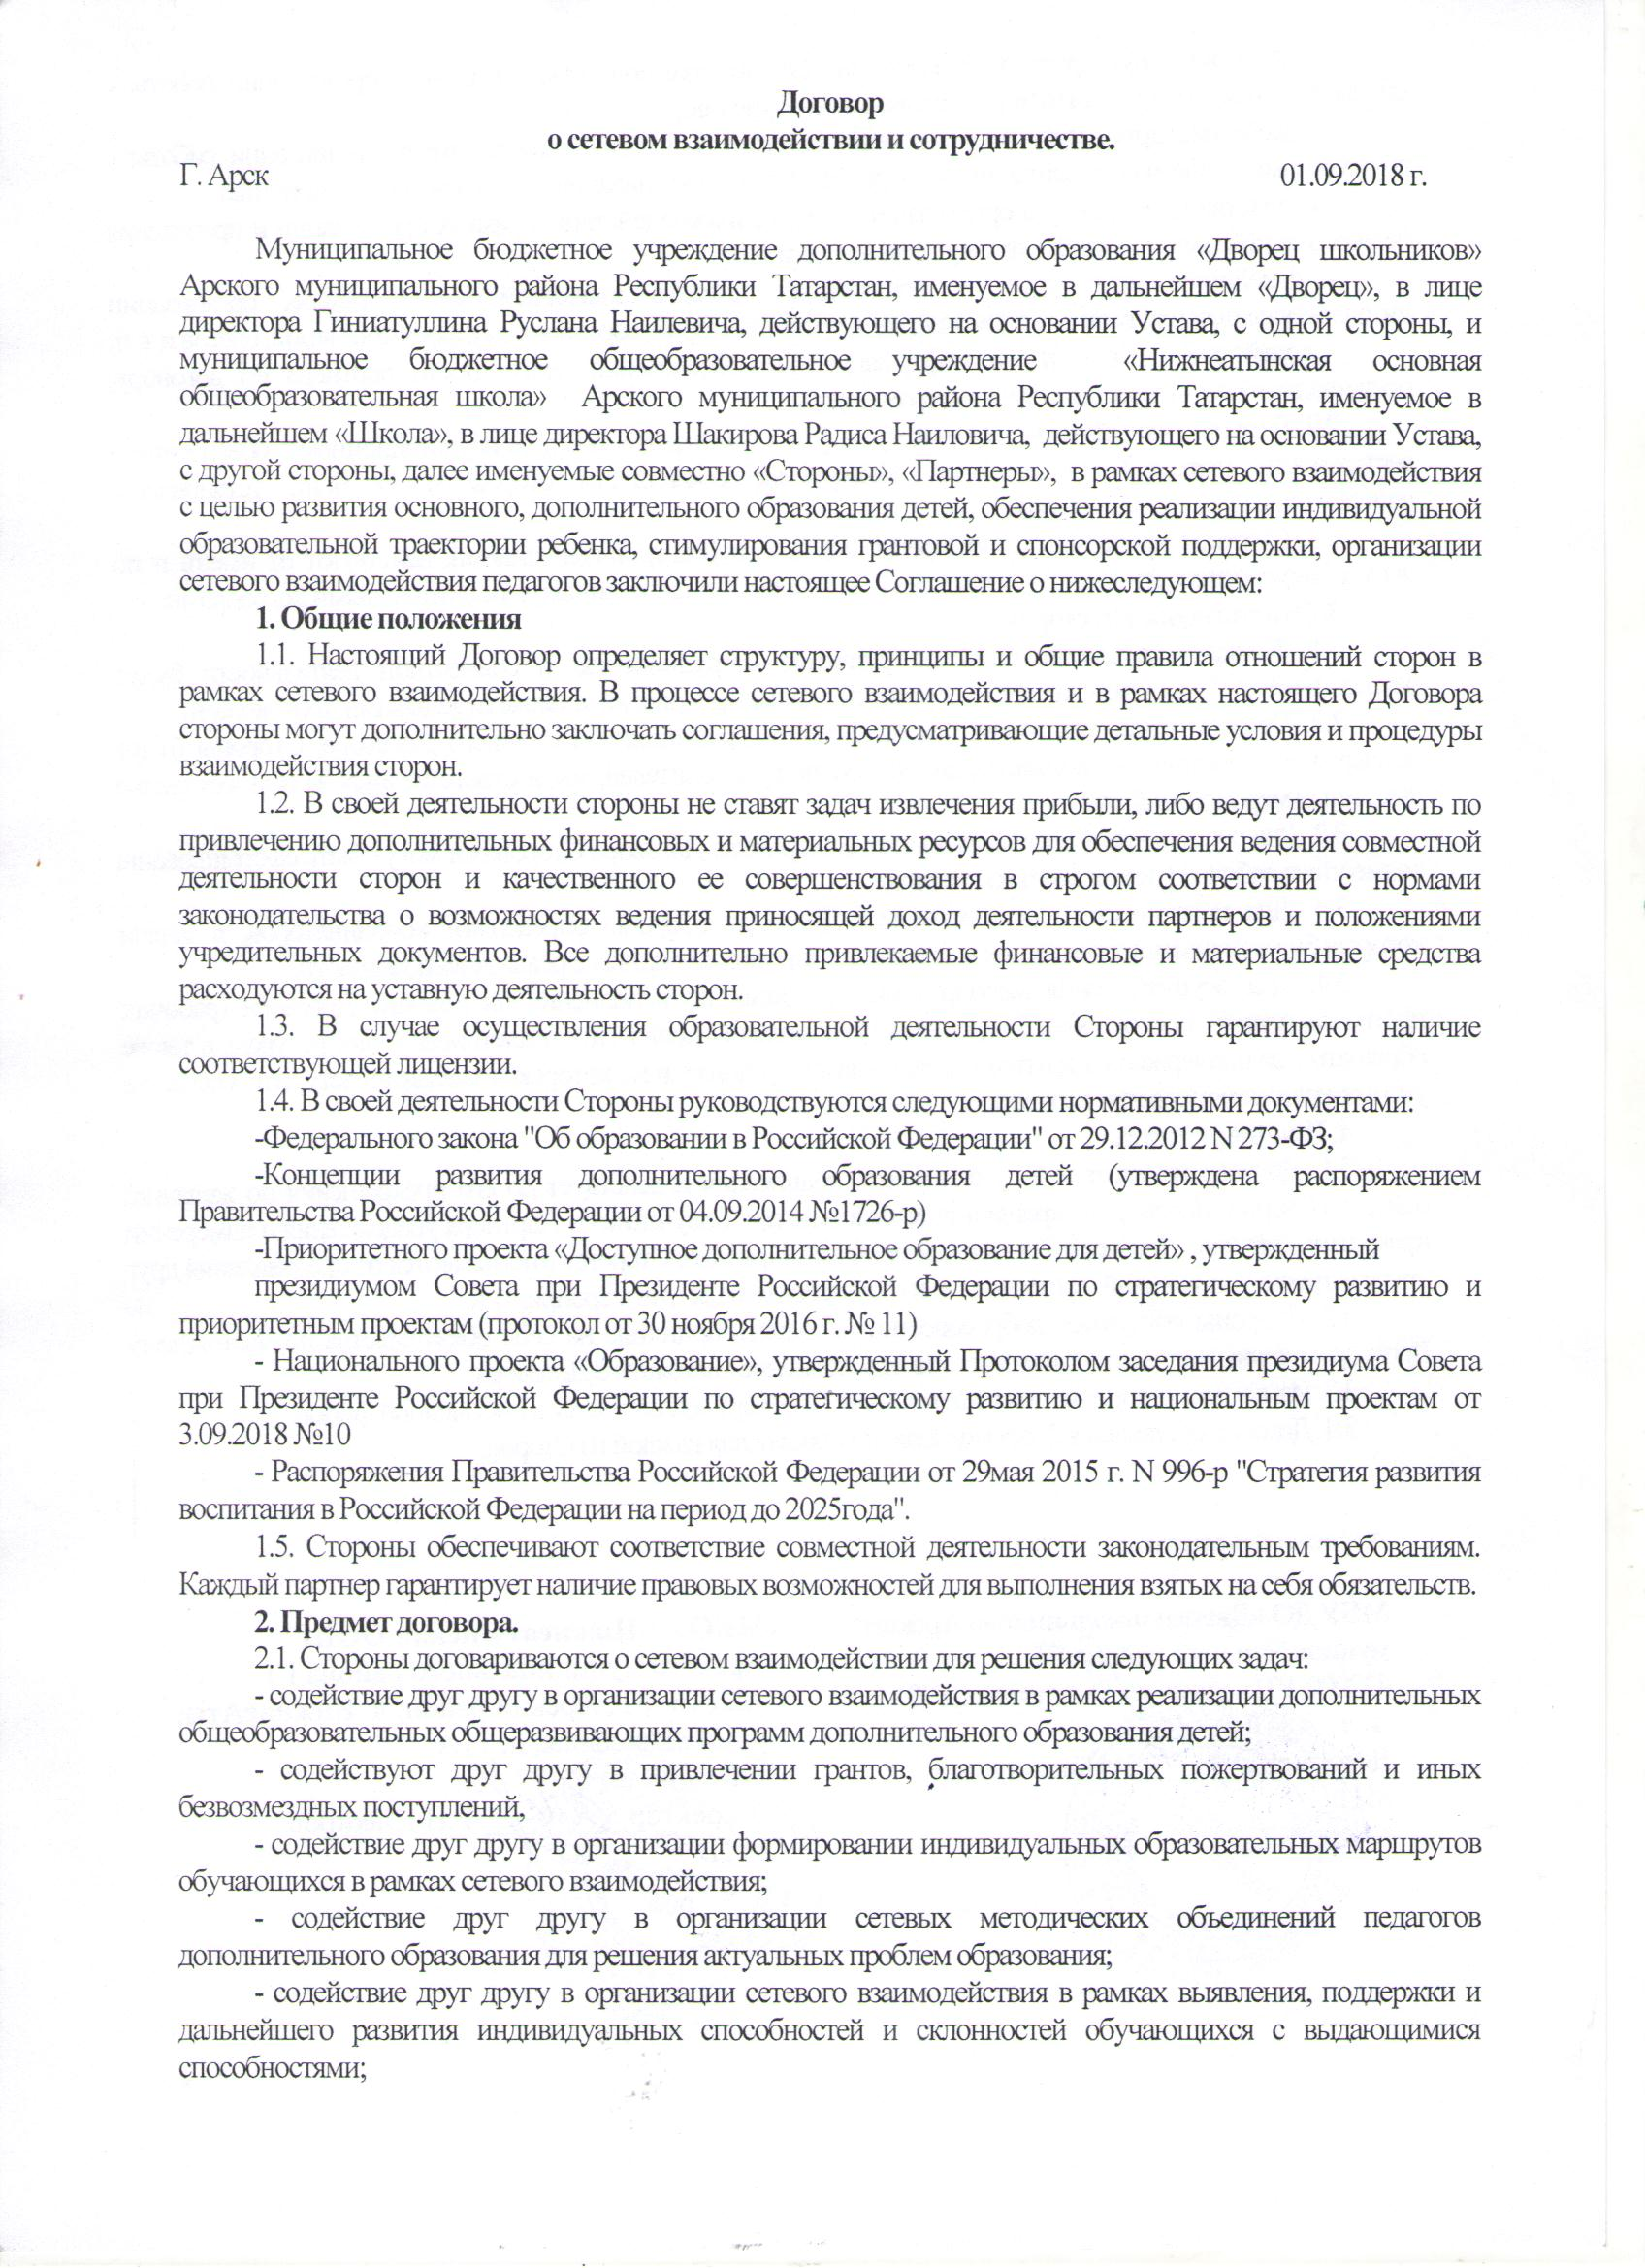 Договор
о сетевом взаимодействии и сотрудничестве.
Г. Арск 01.09.2018 г.
Муниципальное бюджетное учреждение дополнительного образования «Дворец школьников»
Арского муниципального района Республики Татарстан, именуемое в дальнейшем «Дворец», в лице
директора Гиниатуллина Руслана Наилевича, действующего на основании Устава, с одной стороны, и
муниципальное бюджетное общеобразовательное учреждение «Нижнеатынская основная
общеобразовательная школа» Арского муниципального района Республики Татарстан, именуемое в
дальнейшем «Школа», в лице директора Шакирова Радиса Наиловича, действующего на основании Устава,
с другой стороны, далее именуемые совместно «Стороны», «Партнеры», в рамках сетевого взаимодействия
с целью развития основного, дополнительного образования детей, обеспечения реализации индивидуальной
образовательной траектории ребенка, стимулирования грантовой и спонсорской поддержки, организации
сетевого взаимодействия педагогов заключили настоящее Соглашение о нижеследующем:
1. Общие положения
1.1. Настоящий Договор определяет структуру, принципы и общие правила отношений сторон в
рамках сетевого взаимодействия. В процессе сетевого взаимодействия и в рамках настоящего Договора
стороны могут дополнительно заключать соглашения, предусматривающие детальные условия и процедуры
взаимодействия сторон.
1.2. В своей деятельности стороны не ставят задач извлечения прибыли, либо ведут деятельность по
привлечению дополнительных финансовых и материальных ресурсов для обеспечения ведения совместной
деятельности сторон и качественного ее совершенствования в строгом соответствии с нормами
законодательства о возможностях ведения приносящей доход деятельности партнеров и положениями
учредительных документов. Все дополнительно привлекаемые финансовые и материальные средства
расходуются на уставную деятельность сторон.
1.3. В случае осуществления образовательной деятельности Стороны гарантируют наличие
соответствующей лицензии.
1.4. В своей деятельности Стороны руководствуются следующими нормативными документами:
-Федерального закона "Об образовании в Российской Федерации" от 29.12.2012 N 273-ФЗ;
-Концепции развития дополнительного образования детей (утверждена распоряжением
Правительства Российской Федерации от 04.09.2014 №1726-р)
-Приоритетного проекта «Доступное дополнительное образование для детей» , утвержденный
президиумом Совета при Президенте Российской Федерации по стратегическому развитию и
приоритетным проектам (протокол от 30 ноября 2016 г. № 11)
- Национального проекта «Образование», утвержденный Протоколом заседания президиума Совета
при Президенте Российской Федерации по стратегическому развитию и национальным проектам от
3.09.2018 №10
- Распоряжения Правительства Российской Федерации от 29мая 2015 г. N 996-р "Стратегия развития
воспитания в Российской Федерации на период до 2025года".
1.5. Стороны обеспечивают соответствие совместной деятельности законодательным требованиям.
Каждый партнер гарантирует наличие правовых возможностей для выполнения взятых на себя обязательств.
2. Предмет договора.
2.1. Стороны договариваются о сетевом взаимодействии для решения следующих задач:
- содействие друг другу в организации сетевого взаимодействия в рамках реализации дополнительных
общеобразовательных общеразвивающих программ дополнительного образования детей;
- содействуют друг другу в привлечении грантов, благотворительных пожертвований и иных
безвозмездных поступлений,
- содействие друг другу в организации формировании индивидуальных образовательных маршрутов
обучающихся в рамках сетевого взаимодействия;
- содействие друг другу в организации сетевых методических объединений педагогов
дополнительного образования для решения актуальных проблем образования;
- содействие друг другу в организации сетевого взаимодействия в рамках выявления, поддержки и
дальнейшего развития индивидуальных способностей и склонностей обучающихся с выдающимися
способностями;